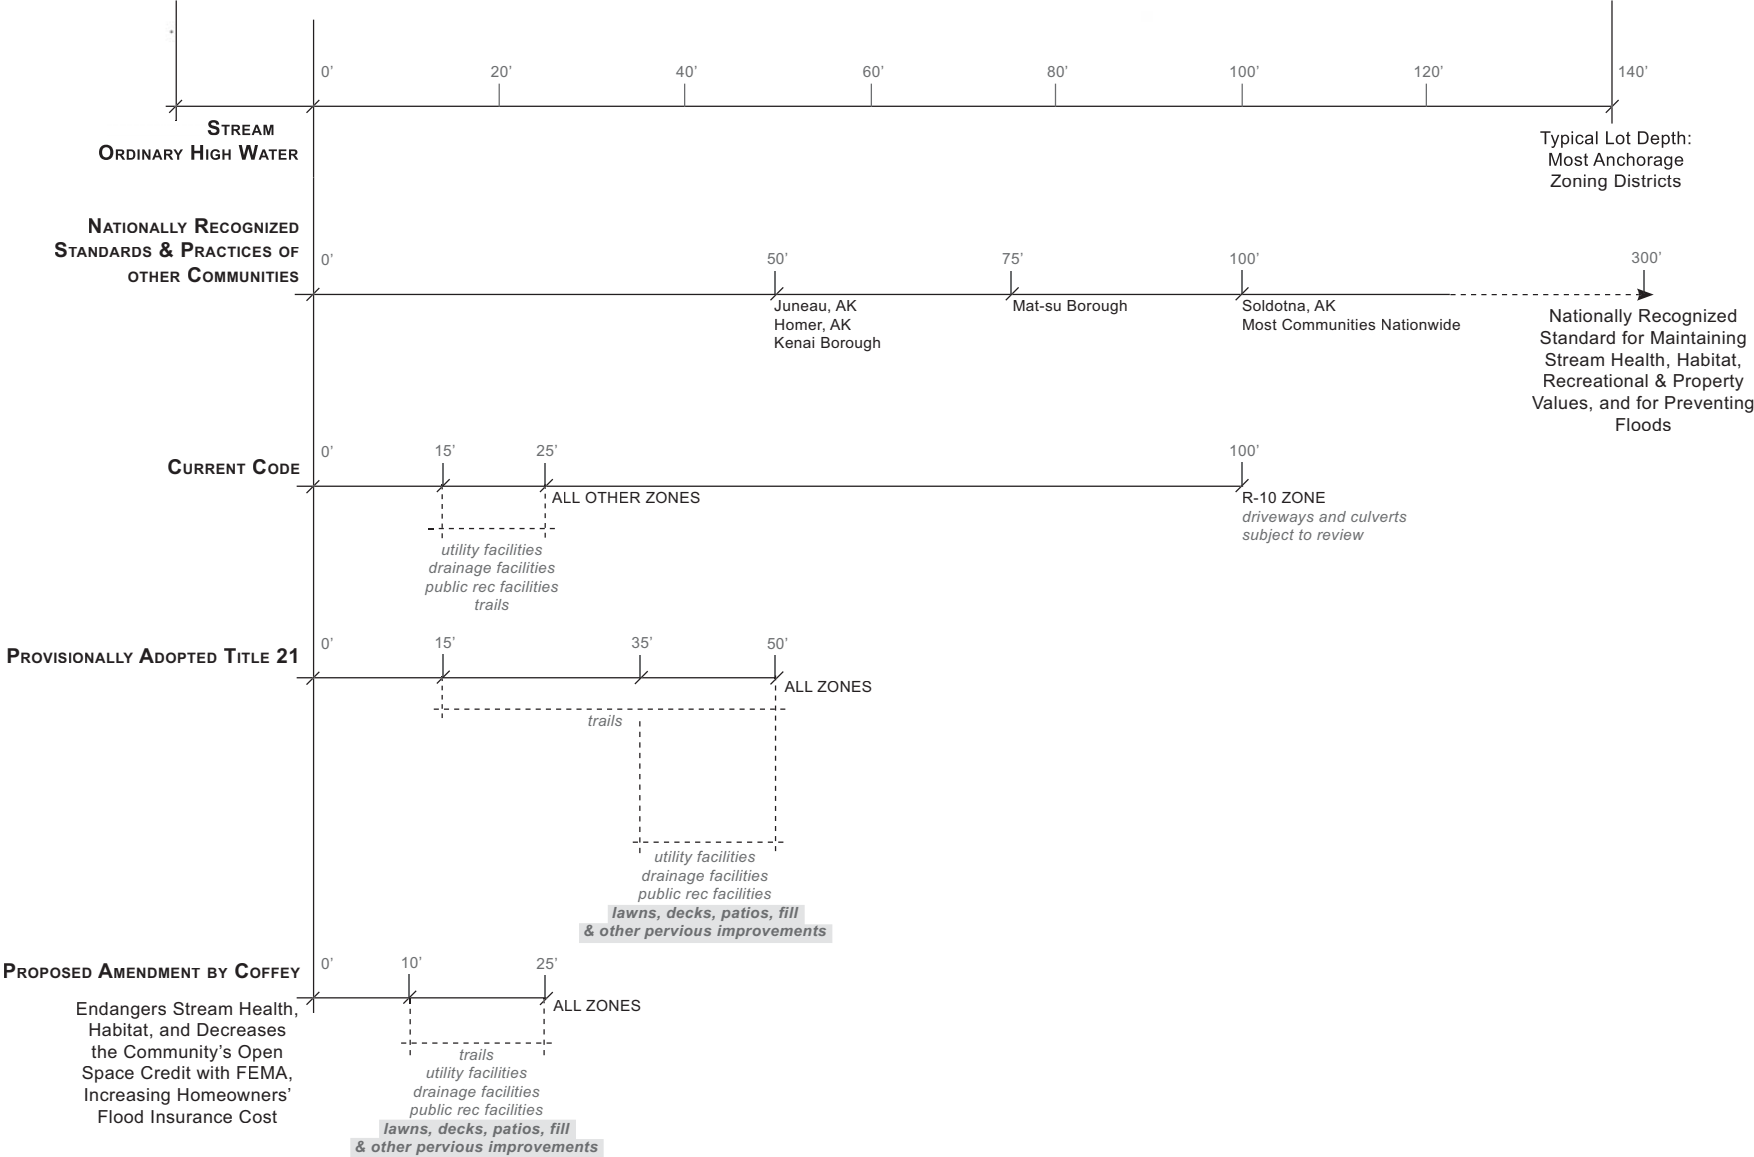 0’ 20’ 40’ 60’ 80’ 100’ 120’ 140’
Stream
Ordinary High Water
Typical Lot Depth:
Most Anchorage
Zoning Districts
Nationally Recognized
Standards & Practices of
other Communities
0’ 50’ 75’ 100’ 300’
Juneau, AK
Homer, AK
Kenai Borough
Mat-su Borough
Soldotna, AK
Most Communities Nationwide
Nationally Recognized
Standard for Maintaining
Stream Health, Habitat,
Recreational & Property
Values, and for Preventing
Floods
Current Code
0’ 15’ 25’ 100’
ALL OTHER ZONES
R-10 ZONE
driveways and culverts
subject to review
utility facilities
drainage facilities
public rec facilities
trails
Provisionally Adopted Title 21
0’ 15’ 35’ 50’
ALL ZONES
trails
utility facilities
drainage facilities
public rec facilities
lawns, decks, patios, fill
& other pervious improvements
Proposed Amendment by Coffey
0’ 10’ 25’
ALL ZONES
Endangers Stream Health,
Habitat, and Decreases
the Community’s Open
Space Credit with FEMA,
Increasing Homeowners’
Flood Insurance Cost
trails
utility facilities
drainage facilities
public rec facilities
lawns, decks, patios, fill
& other pervious improvements